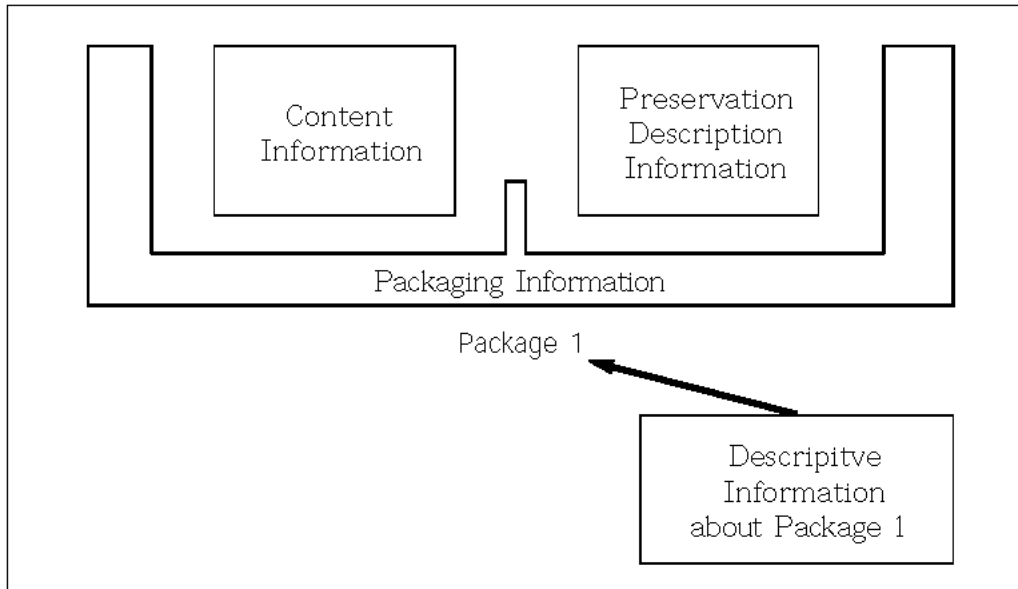 Content
Information
Preservation
Description
Information
Packaging Information
Package 1
Descripitve
Information
about Package 1